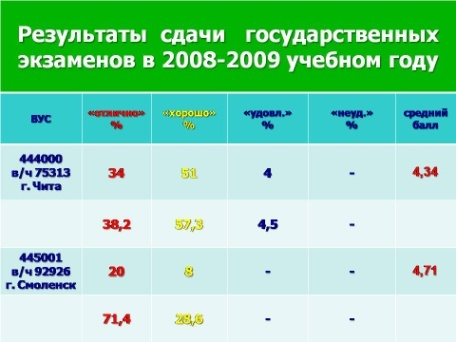 Результаты сдачи государственных
экзаменов в 2008-2009 учебном году
ВУС «отлично» % «хорошо» % «удовл.» % «неуд.» % средний балл
444000
в/ч 75313 34 51 4 - 4,34
г. Чита
38,2 57,3 4,5 -
445001
в/ч 92926 20 8 - - 4,71
г. Смоленск
71,4 28,6 - -